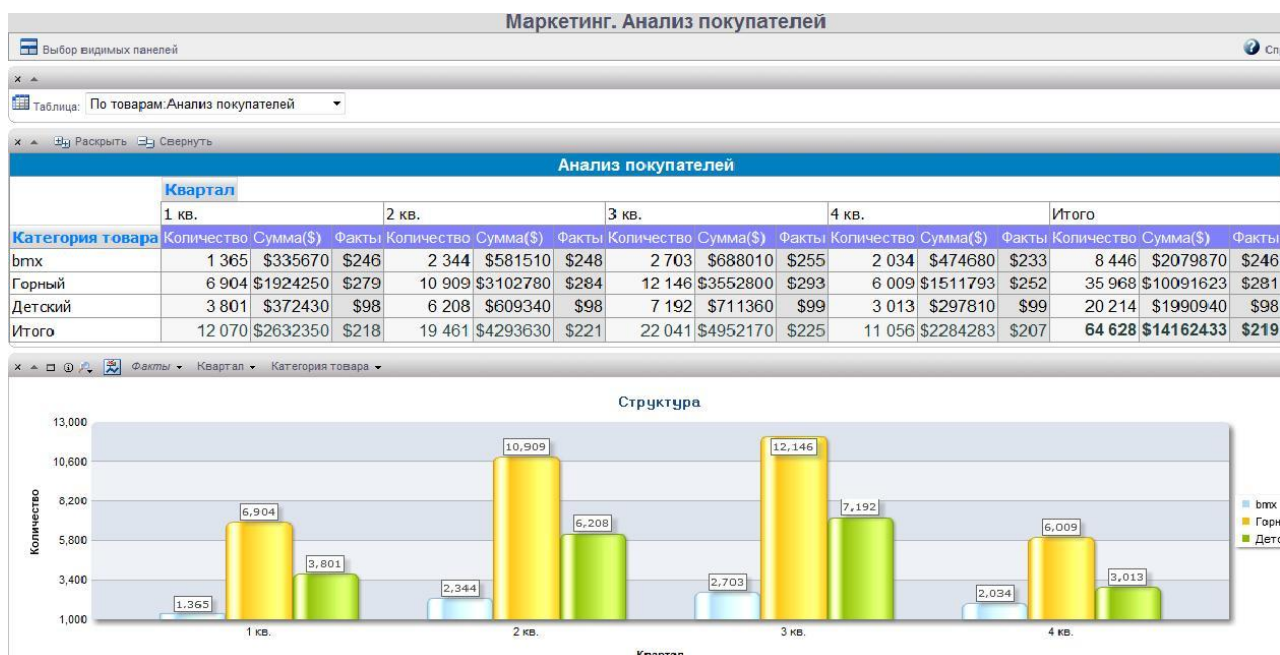 Маркетинг. Анализ покупателей
Выбор видимых панелей
Таблица: По товарам:Анализ покупателей
Раскрыть Свернуть
Анализ покупателей
Квартал
1 кв. 2 кв. 3 кв. 4 кв. Итого
Категория товара Количество Сумма($) Факты Количество Сумма($) Факты Количество Сумма($) Факты Количество Сумма($) Факты Количество Сумма($) Факты
bmx 1 365 $335670 $246 2 344 $581510 $248 2 703 $688010 $255 2 034 $474680 $233 8 446 $2079870 $246
Горный 6 904 $1924250 $279 10 909 $3102780 $284 12 146 $3552800 $293 6 009 $1511793 $252 35 968 $10091623 $281
Детский 3 801 $372430 $98 6 208 $609340 $98 7 192 $711360 $99 3 013 $297810 $99 20 214 $1990940 $98
Итого 12 070 $2632350 $218 19 461 $4293630 $221 22 041 $4952170 $225 11 056 $2284283 $207 64 628 $14162433 $219
Факты Квартал Категория товара
Структура
13,000
10,600
8,200
5,800
3,400
1,000
Количество
1.365
6,904
3,801
2,344
10,909
6,208
2,703
12,146
7,192
2,034
6,009
3,013
1 кв. 2 кв. 3 кв. 4 кв.
bmx